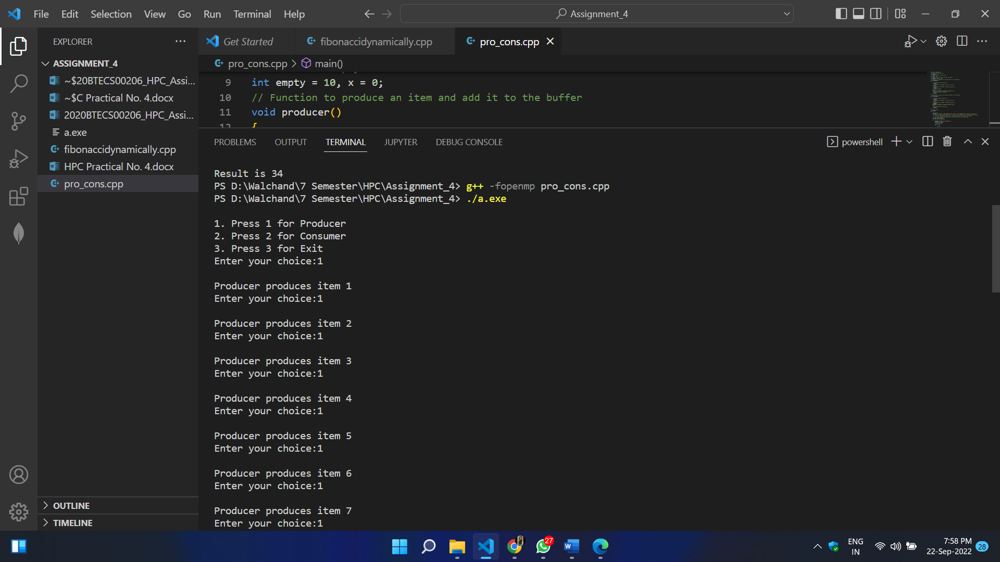 File Edit Selection View Go Run Terminal Help
Assignment_4
EXPLORER
Get Started
fibonaccidynamically.cpp
pro_cons.cpp
ASSIGNMENT_4
~$20BTECS00206_HPC_Assi...
~$C Practical No. 4.docx
2020BTECS00206_HPC_Assi...
a.exe
fibonaccidynamically.cpp
HPC Practical No. 4.docx
pro_cons.cpp
OUTLINE
TIMELINE
pro_cons.cpp > main()
9 int empty = 10, x = 0;
10 // Function to produce an item and add it to the buffer
11 void producer()
12 {
PROBLEMS OUTPUT TERMINAL JUPYTER DEBUG CONSOLE
powershell
Result is 34
PS D:\Walchand\7 Semester\HPC\Assignment_4> g++ -fopenmp pro_cons.cpp
PS D:\Walchand\7 Semester\HPC\Assignment_4> ./a.exe
1. Press 1 for Producer
2. Press 2 for Consumer
3. Press 3 for Exit
Enter your choice:1
Producer produces item 1
Enter your choice:1
Producer produces item 2
Enter your choice:1
Producer produces item 3
Enter your choice:1
Producer produces item 4
Enter your choice:1
Producer produces item 5
Enter your choice:1
Producer produces item 6
Enter your choice:1
Producer produces item 7
Enter your choice:1
27
ENG
IN
7:58 PM
22-Sep-2022
28